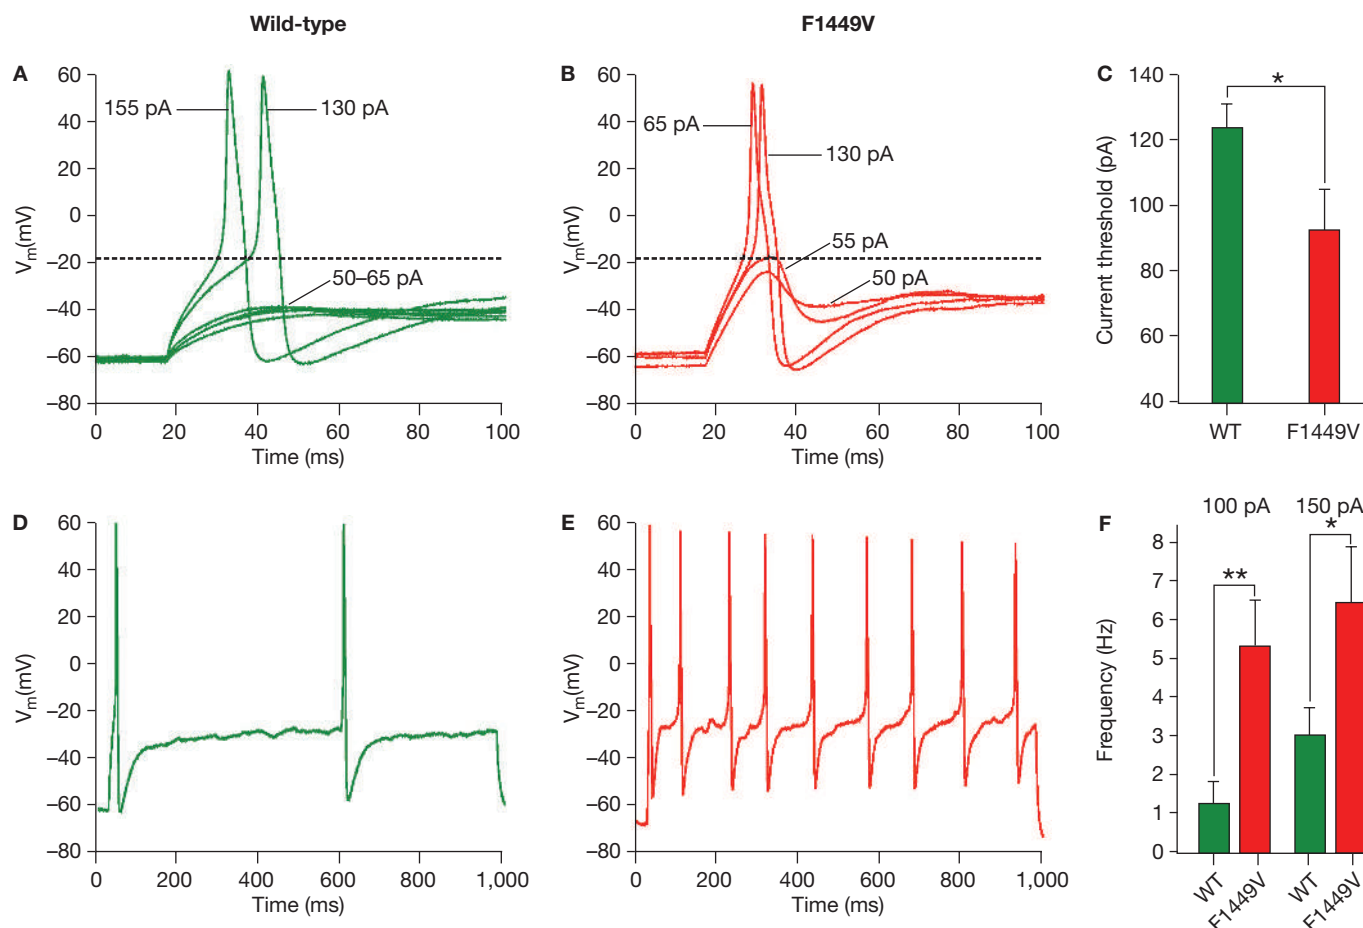 Wild-type
F1449V
A
60
40
20
0
–20
–40
–60
–80
Vm(mV)
155 pA
130 pA
50–65 pA
0 20 40 60 80 100
Time (ms)
B
60
40
20
0
–20
–40
–60
–80
Vm(mV)
65 pA
130 pA
55 pA
50 pA
0 20 40 60 80 100
Time (ms)
C
140
120
100
80
60
40
Current threshold (pA)
*
WT F1449V
D
60
40
20
0
–20
–40
–60
–80
Vm(mV)
0 200 400 600 800 1,000
Time (ms)
E
60
40
20
0
–20
–40
–60
–80
Vm(mV)
0 200 400 600 800 1,000
Time (ms)
F
100 pA 150 pA
8
7
6
5
4
3
2
1
0
Frequency (Hz)
**
*
WT F1449V WT F1449V